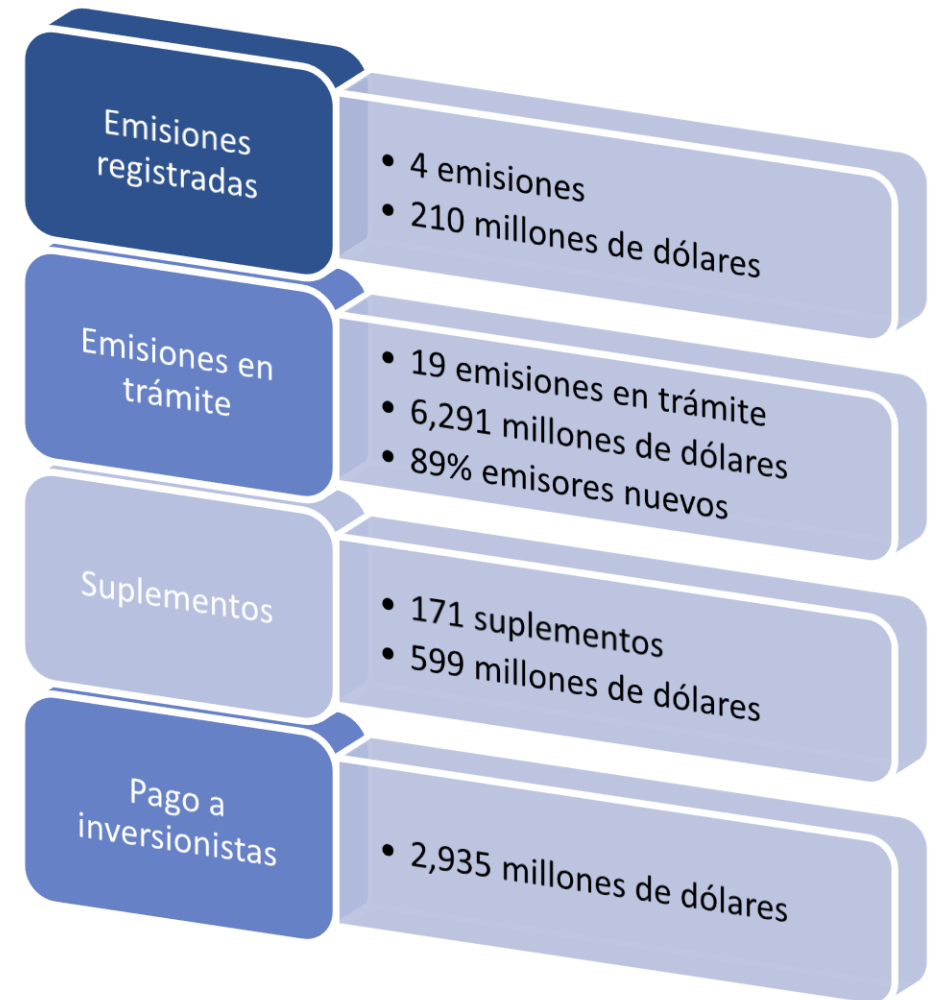 Emisiones
registradas
• 4 emisiones
• 210 millones de dólares
Emisiones en
trámite
• 19 emisiones en trámite
• 6,291 millones de dólares
• 89% emisores nuevos
Suplementos
• 171 suplementos
• 599 millones de dólares
Pago a
inversionistas
• 2,935 millones de dólares